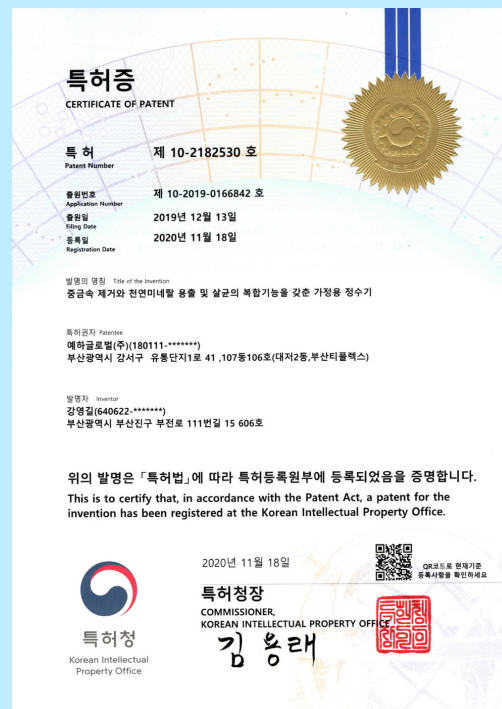 특허증
CERTIFICATE OF PATENT
특 허
Patent Number
제 10-2182530 호
출원번호
Application Number
제 10-2019-0166842 호
출원일
Filing Date
2019년 12월 13일
등록일
Registration Date
2020년 11월 18일
발명의 명칭 Title of the Invention
중금속 제거와 천연미네랄 용출 및 살균의 복합기능을 갖춘 가정용 정수기
특허권자 Patentee
예하글로벌(주)(180111-*******)
부산광역시 강서구 유통단지1로 41 ,107동106호(대저2동,부산티플렉스)
발명자 Inventor
강영길(640622-*******)
부산광역시 부산진구 부전로 111번길 15 606호
위의 발명은 「특허법」에 따라 특허등록원부에 등록되었음을 증명합니다.
This is to certify that, in accordance with the Patent Act, a patent for the
invention has been registered at the Korean Intellectual Property Office.
2020년 11월 18일
QR코드로 현재기준
등록사항을 확인하세요
특허청장
COMMISSIONER,
KOREAN INTELLECTUAL PROPERTY OFFICE
김용래
특허청
Korean Intellectual
Property Office